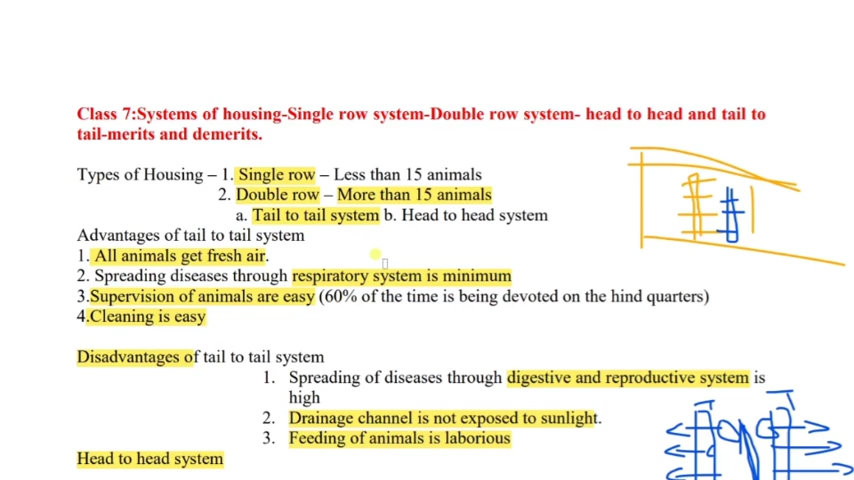 Class 7:Systems of housing-Single row system-Double row system- head to head and tail to
tail-merits and demerits.
Types of Housing – 1. Single row – Less than 15 animals
2. Double row – More than 15 animals
a. Tail to tail system b. Head to head system
Advantages of tail to tail system
1. All animals get fresh air.
2. Spreading diseases through respiratory system is minimum
3.Supervision of animals are easy (60% of the time is being devoted on the hind quarters)
4.Cleaning is easy
Disadvantages of tail to tail system
1. Spreading of diseases through digestive and reproductive system is
high
2. Drainage channel is not exposed to sunlight.
3. Feeding of animals is laborious
Head to head system